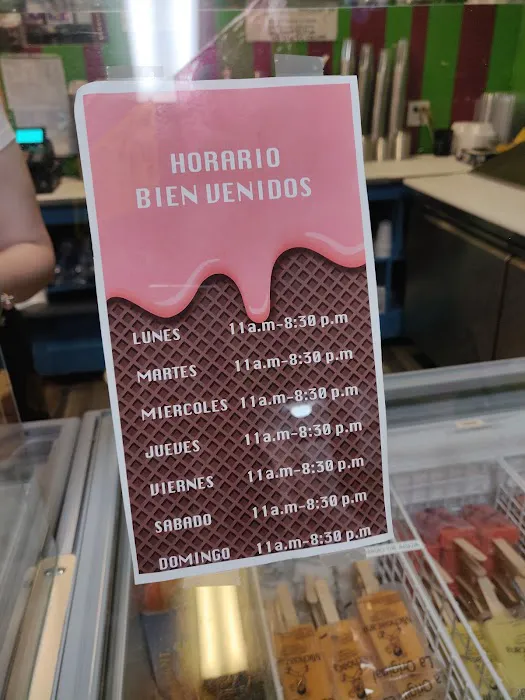 HORARIO
BIEN VENIDOS
LUNES 11a.m-8:30 p.m
MARTES 11a.m-8:30 p.m
MIERCOLES 11a.m-8:30 p.m
JUEVES 11a.m-8:30 p.m
VIERNES 11a.m-8:30 p.m
SABADO 11a.m-8:30 p.m
DOMINGO 11a.m-8:30 p.m